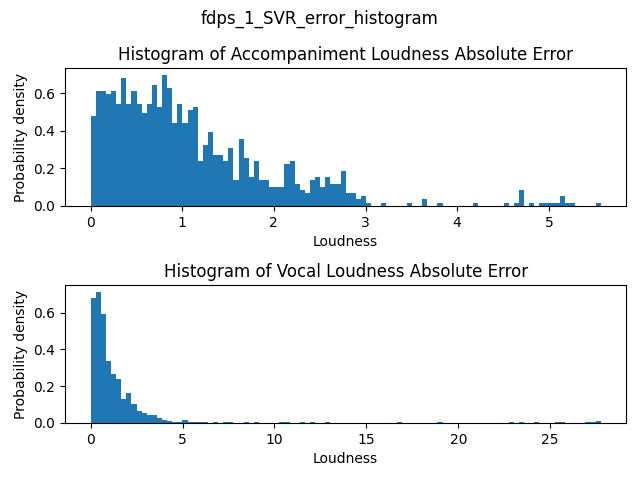 fdps_1_SVR_error_histogram
Histogram of Accompaniment Loudness Absolute Error
Probability density
0.6
0.4
0.2
0.0
0 1 2 3 4 5
Loudness
Histogram of Vocal Loudness Absolute Error
Probability density
0.6
0.4
0.2
0.0
0 5 10 15 20 25
Loudness